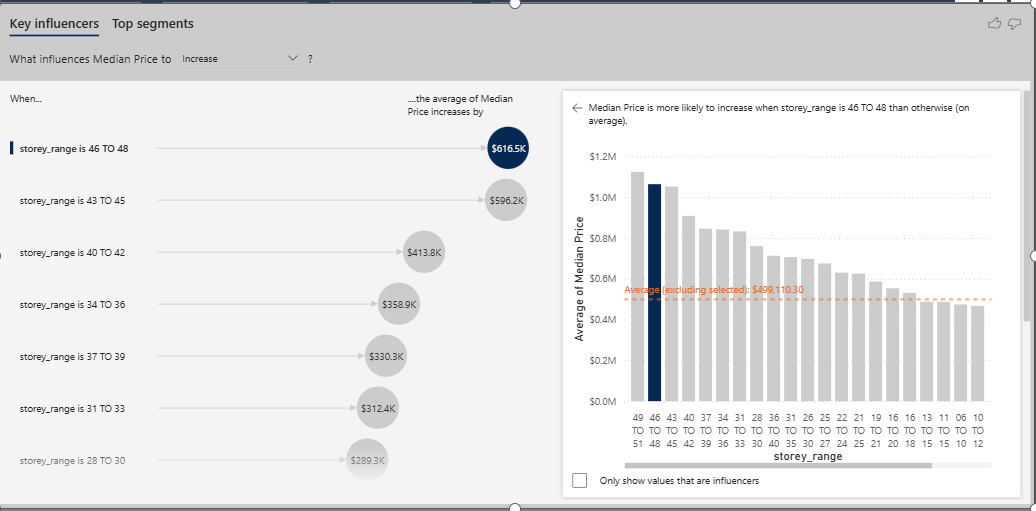 Key influencers Top segments
What influences Median Price to Increase ?
When...
....the average of Median
Price increases by
storey_range is 46 TO 48 $616.5K
storey_range is 43 TO 45 $596.2K
storey_range is 40 TO 42 $413.8K
storey_range is 34 TO 36 $358.9K
storey_range is 37 TO 39 $330.3K
storey_range is 31 TO 33 $312.4K
storey_range is 28 TO 30 $289.3K
Median Price is more likely to increase when storey_range is 46 TO 48 than otherwise (on
average).
Average of Median Price
$1.2M
$1.0M
$0.8M
$0.6M
Average (excluding selected): $499,110.30
$0.4M
$0.2M
$0.0M
49 46 43 40 37 34 31 28 36 31 26 25 22 21 19 16 16 13 11 06 10
TO TO TO TO TO TO TO TO TO TO TO TO TO TO TO TO TO TO TO TO TO
51 48 45 42 39 36 33 30 40 35 30 27 24 25 21 20 18 15 15 10 12
storey_range
Only show values that are influencers